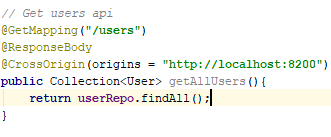 // Get users api
@GetMapping("/users")
@ResponseBody
@CrossOrigin(origins = "http://localhost:8200")
public Collection<User> getAllUsers(){
    return userRepo.findAll();
}